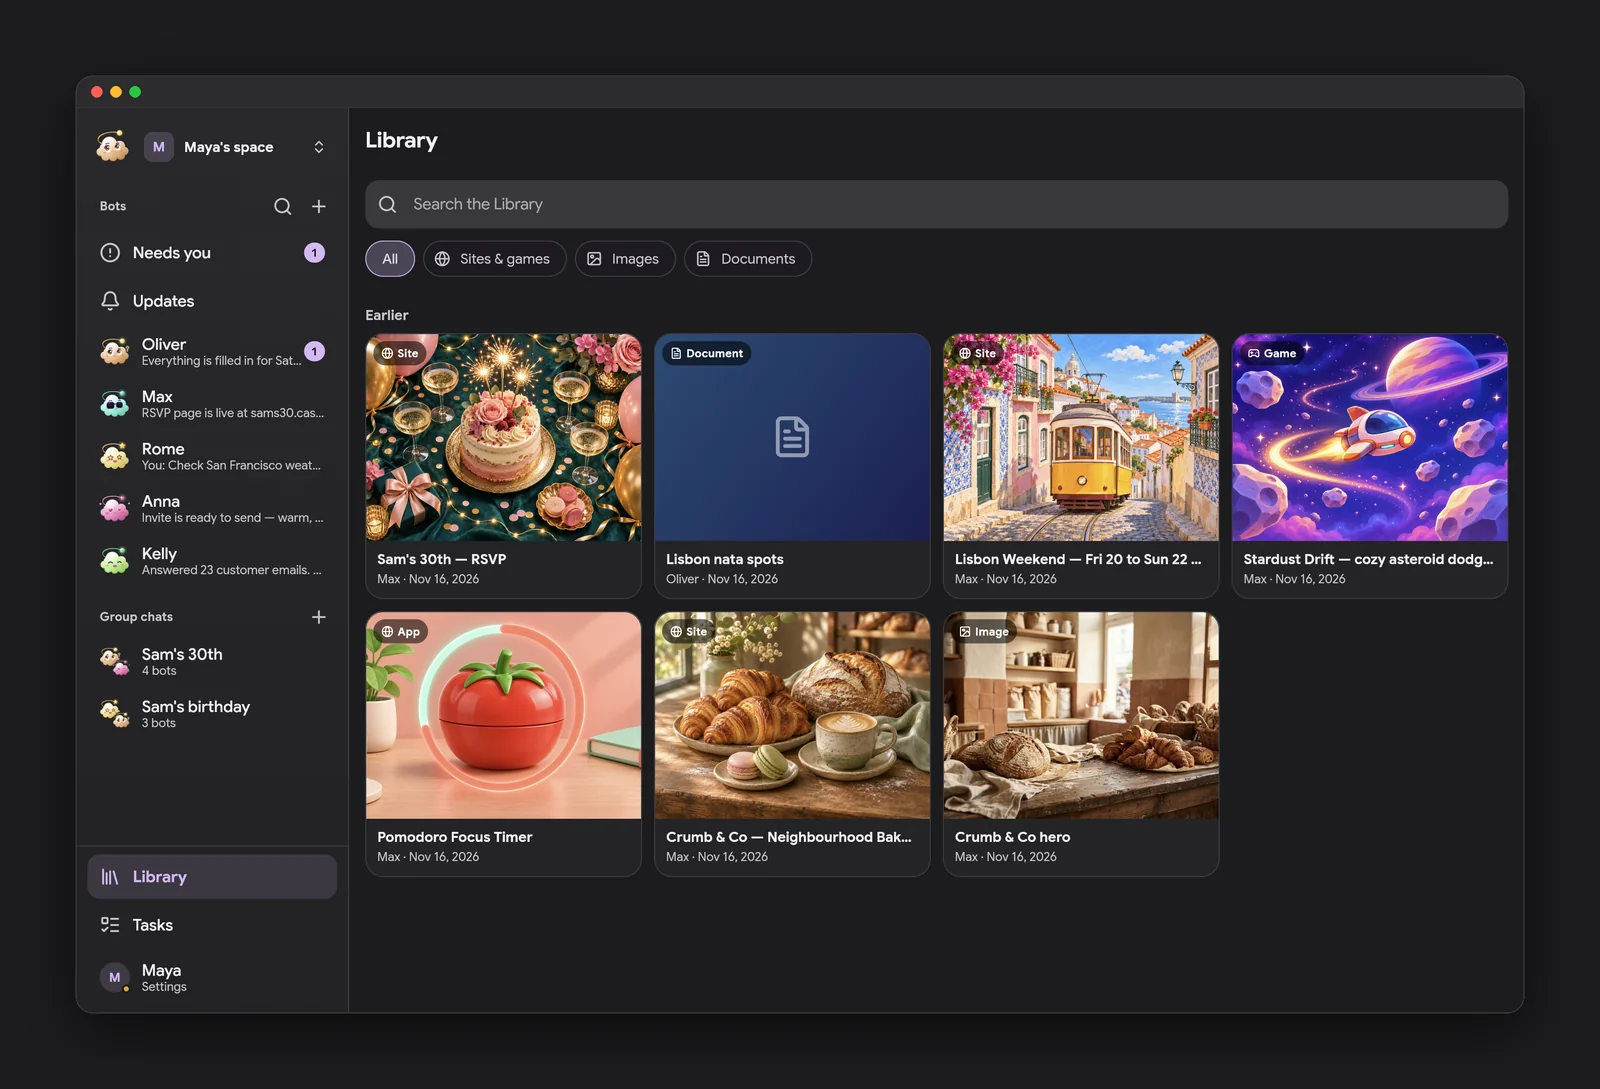 M
Maya's space
Bots
Needs you
1
Updates
Oliver
Everything is filled in for Sat...
1
Max
RSVP page is live at sams30.cas...
Rome
You: Check San Francisco weat...
Anna
Invite is ready to send — warm, ...
Kelly
Answered 23 customer emails. ...
Group chats
Sam's 30th
4 bots
Sam's birthday
3 bots
Library
Tasks
M
Maya
Settings
Library
Search the Library
All
Sites & games
Images
Documents
Earlier
Site
Sam's 30th — RSVP
Max · Nov 16, 2026
Document
Lisbon nata spots
Oliver · Nov 16, 2026
Site
Lisbon Weekend — Fri 20 to Sun 22 ...
Max · Nov 16, 2026
Game
Stardust Drift — cozy asteroid dodg...
Max · Nov 16, 2026
App
Pomodoro Focus Timer
Max · Nov 16, 2026
Site
Crumb & Co — Neighbourhood Bak...
Max · Nov 16, 2026
Image
Crumb & Co hero
Max · Nov 16, 2026